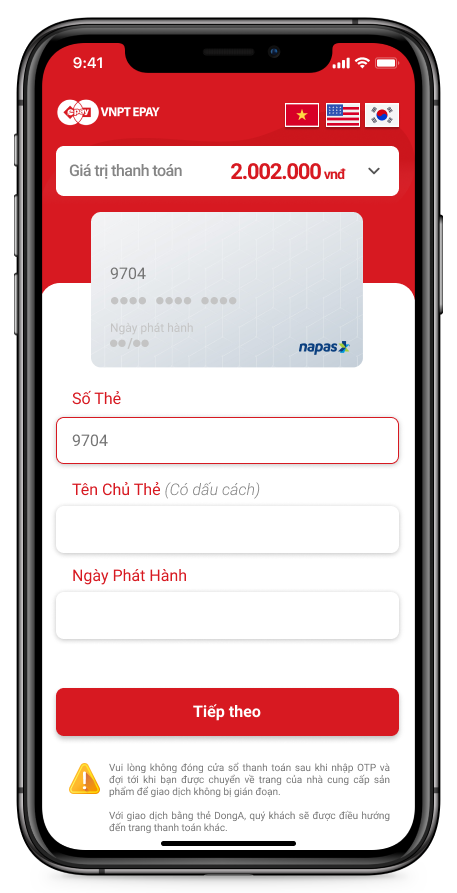 9:41
epay VNPT EPAY
Giá trị thanh toán 2.002.000 vnđ
9704
Ngày phát hành
napas
Số Thẻ
9704
Tên Chủ Thẻ (Có dấu cách)
Ngày Phát Hành
Tiếp theo
Vui lòng không đóng cửa sổ thanh toán sau khi nhập OTP và
đợi tới khi bạn được chuyển về trang của nhà cung cấp sản
phẩm để giao dịch không bị gián đoạn.
Với giao dịch bằng thẻ DongA, quý khách sẽ được điều hướng
đến trang thanh toán khác.